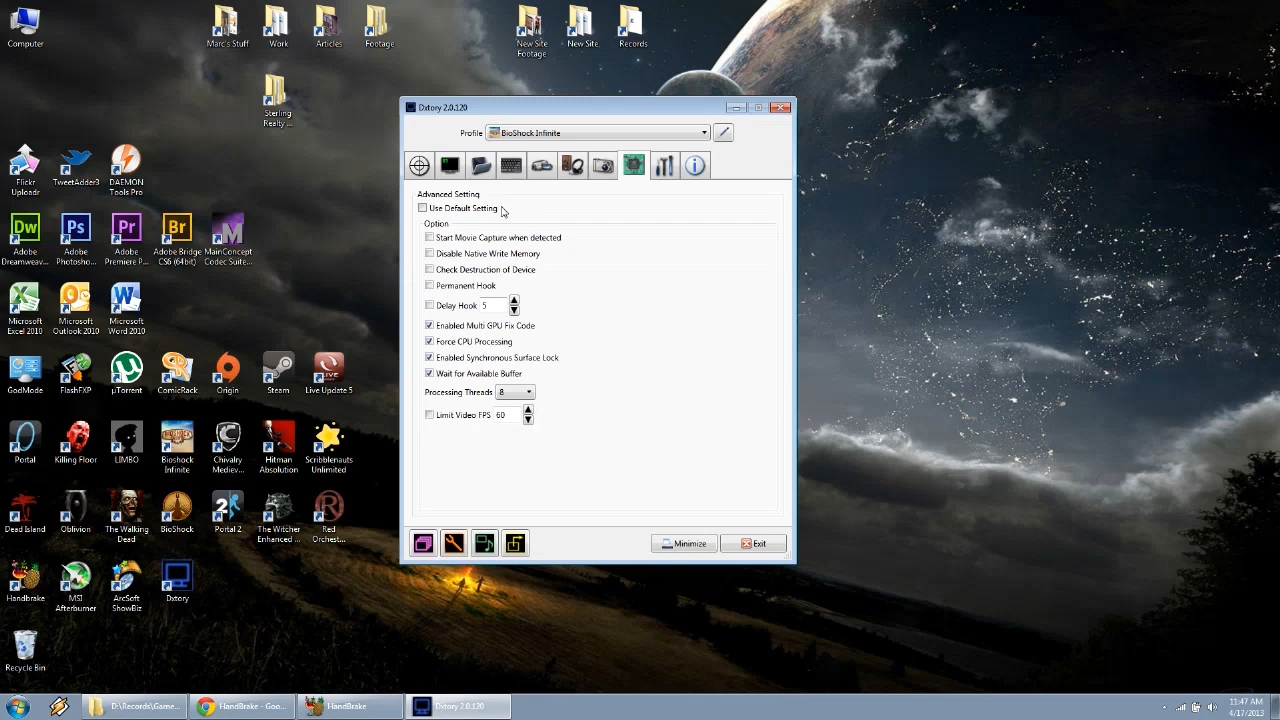 Computer
Marc's Stuff
Work
Articles
Footage
New Site
Footage
New Site
Records
Sterling
Realty ...
Dxtory 2.0.120
Profile
BioShock Infinite
Advanced Setting
Use Default Setting
Option
Start Movie Capture when detected
Disable Native Write Memory
Check Destruction of Device
Permanent Hook
Delay Hook 5
Enabled Multi GPU Fix Code
Force CPU Processing
Enabled Synchronous Surface Lock
Wait for Available Buffer
Processing Threads 8
Limit Video FPS 60
Minimize
Exit
Flickr
Uploadr
TweetAdder3
DAEMON
Tools Pro
Dw
Ps
Pr
Br
M
Adobe
Dreamweav...
Adobe
Photosho...
Adobe
Premiere P...
Adobe Bridge
CS6 (64bit)
MainConcept
Codec Suite...
Microsoft
Excel 2010
Microsoft
Outlook 2010
Microsoft
Word 2010
GodMode
FlashFXP
µTorrent
ComicRack
Origin
Steam
Live Update 5
Portal
Killing Floor
LIMBO
Bioshock
Infinite
Chivalry
Mediev...
Hitman
Absolution
Scribblenauts
Unlimited
Dead Island
Oblivion
The Walking
Dead
BioShock
Portal 2
The Witcher
Enhanced ...
Red
Orchest...
Handbrake
MSI
Afterburner
ArcSoft
ShowBiz
Dxtory
Recycle Bin
D:\Records\Game...
HandBrake - Goo...
HandBrake
Dxtory 2.0.120
11:47 AM
4/17/2013